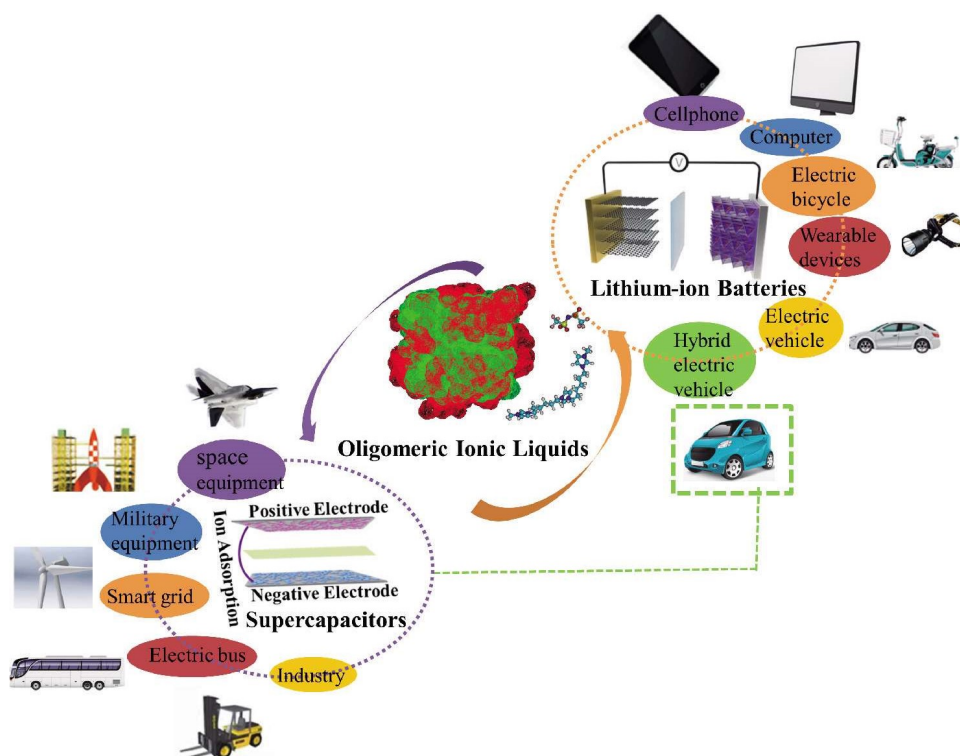 Cellphone
Computer
Electric
bicycle
Wearable
devices
V
Lithium-ion Batteries
Electric
vehicle
Hybrid
electric
vehicle
Oligomeric Ionic Liquids
space
equipment
Military
equipment
Smart grid
Electric bus
Industry
Ion Adsorption
Positive Electrode
Negative Electrode
Supercapacitors